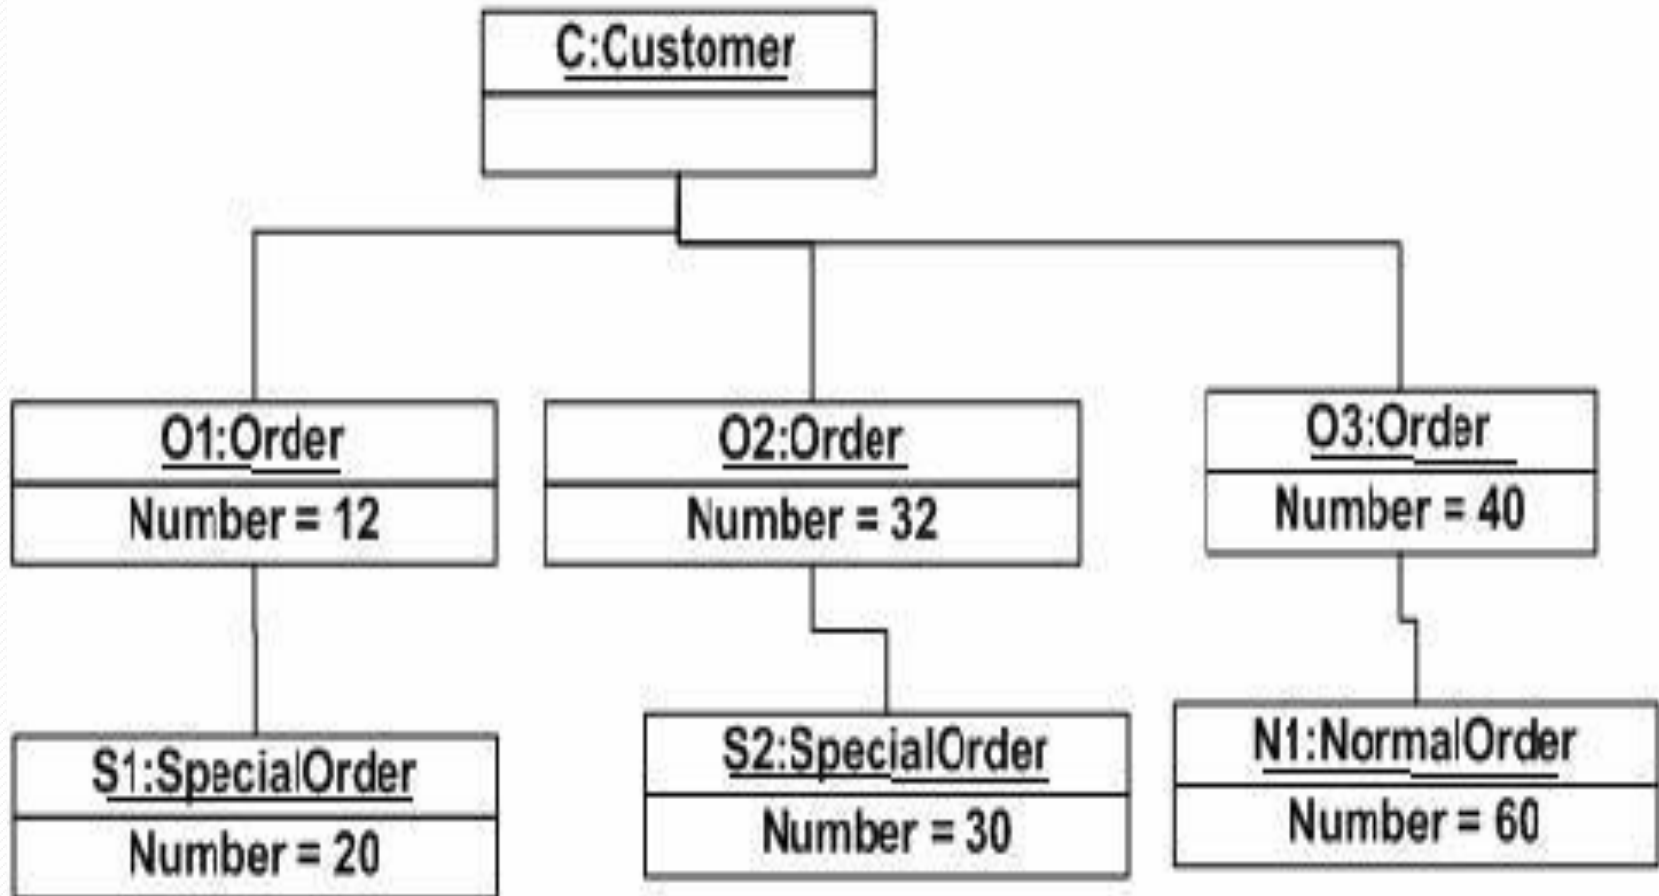 C:Customer
O1:Order
Number = 12
O2:Order
Number = 32
O3:Order
Number = 40
S1:SpecialOrder
Number = 20
S2:SpecialOrder
Number = 30
N1:NormalOrder
Number = 60